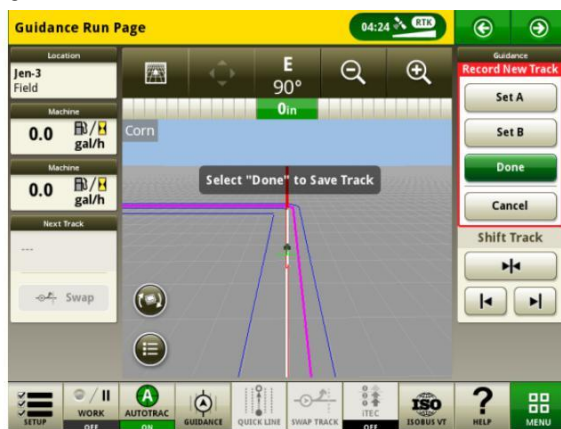 Guidance Run Page
04:24
RTK
Location
Jen-3
Field
Machine
0.0
gal/h
Machine
0.0
gal/h
Next Track
---
Swap
E
90°
0in
Corn
Select "Done" to Save Track
Guidance
Record New Track
Set A
Set B
Done
Cancel
Shift Track
SETUP
WORK
OFF
A
AUTOTRAC
ON
GUIDANCE
QUICK LINE
SWAP TRACK
iTEC
OFF
ISO
ISOBUS VT
?
HELP
MENU